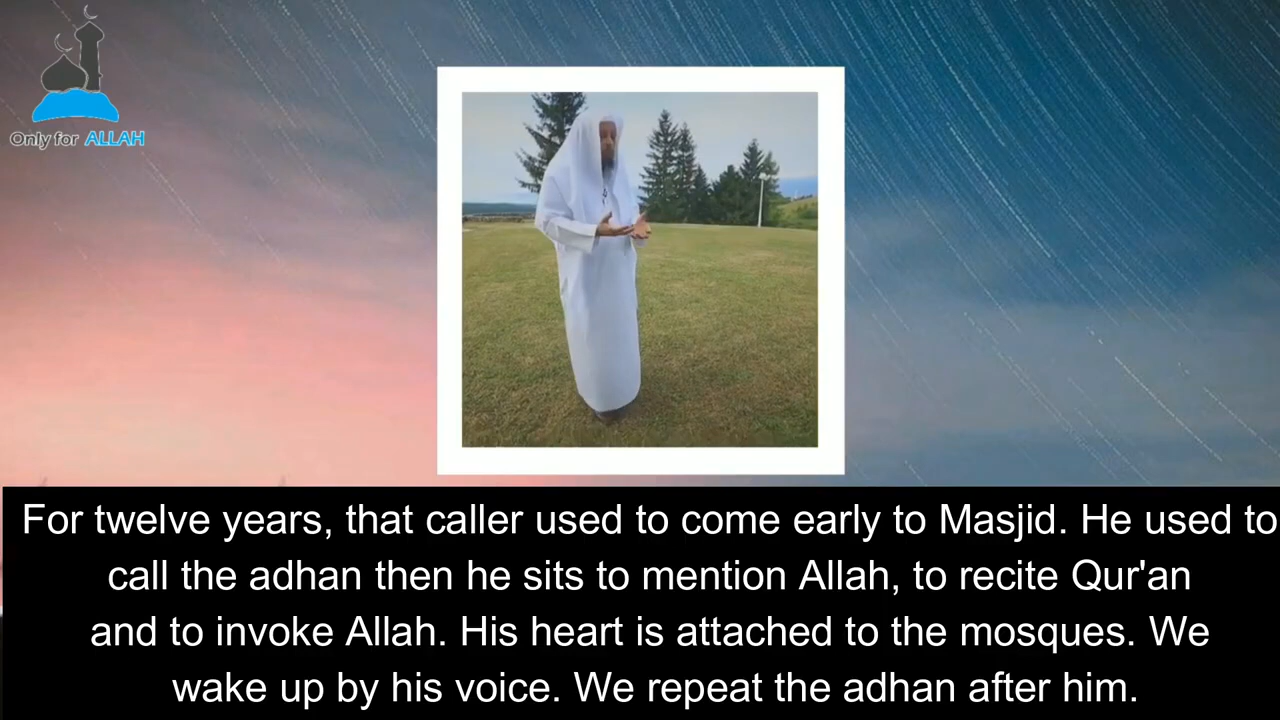 Only for ALLAH
For twelve years, that caller used to come early to Masjid. He used to
call the adhan then he sits to mention Allah, to recite Qur'an
and to invoke Allah. His heart is attached to the mosques. We
wake up by his voice. We repeat the adhan after him.